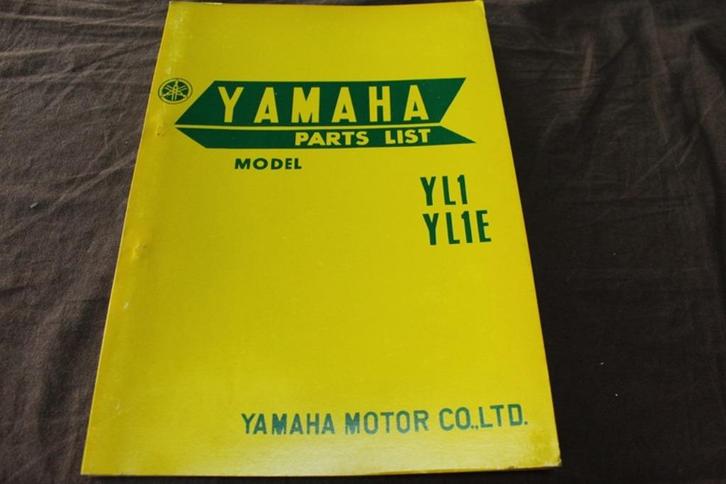 YAMAHA
PARTS LIST
MODEL
YL1
YL1E
YAMAHA MOTOR CO.,LTD.